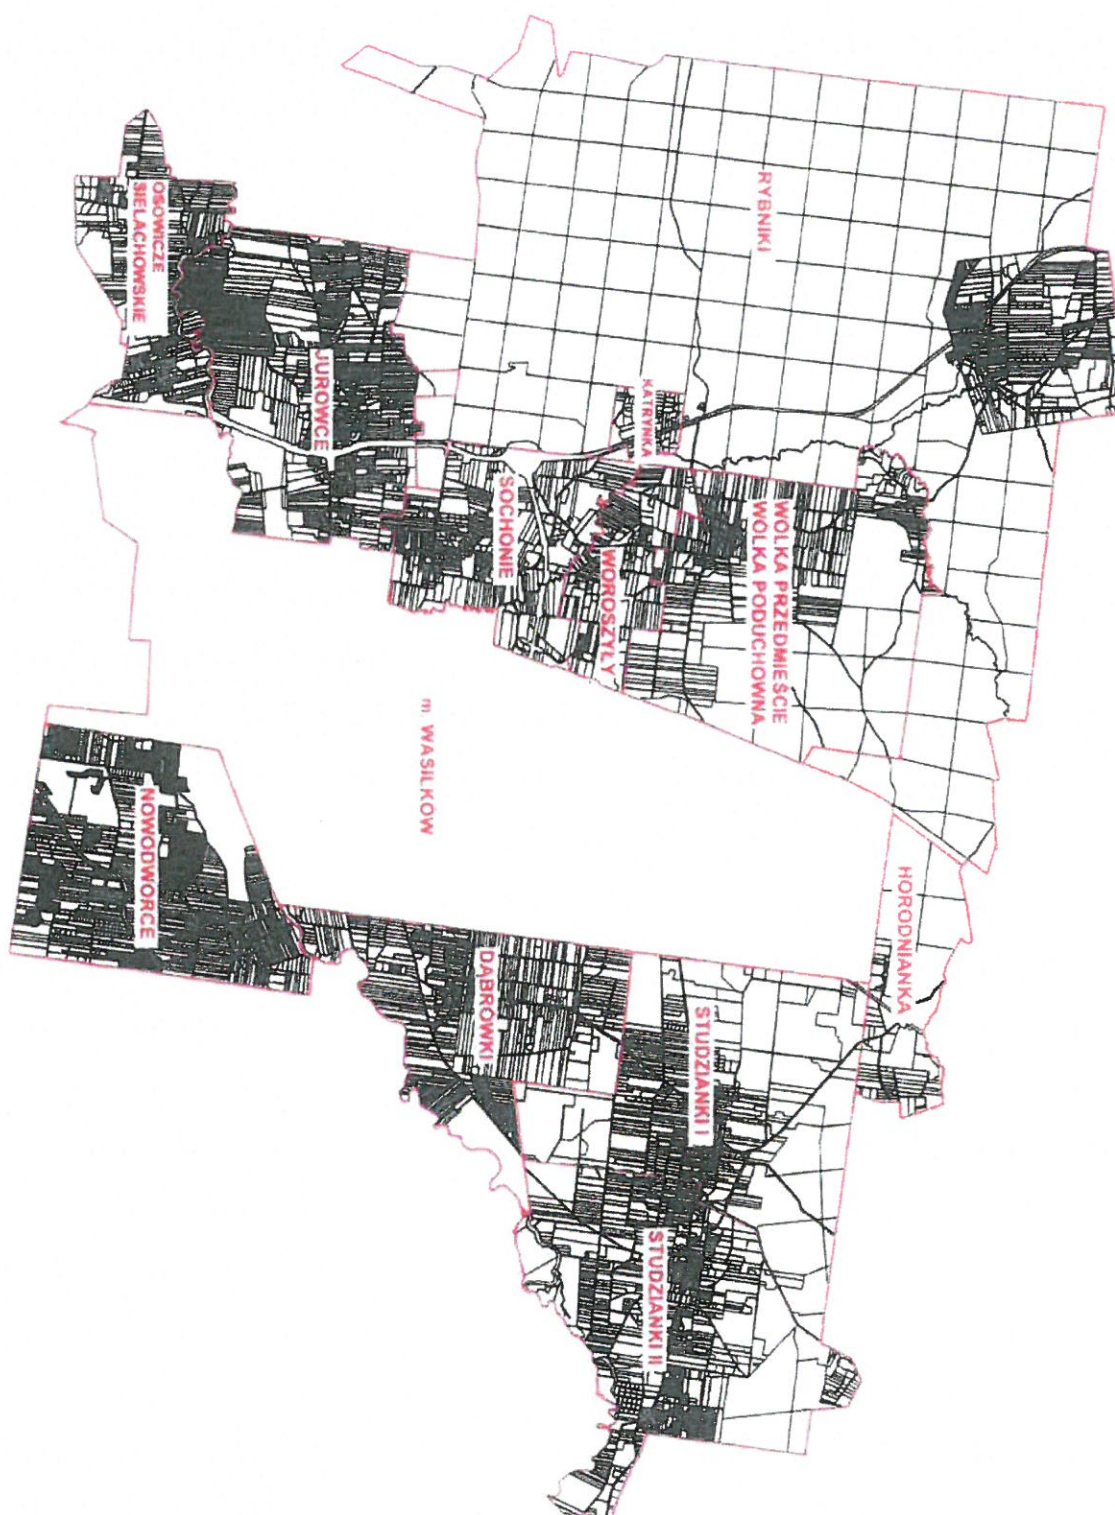 RYBNIKI
KATRYNKA
WÓLKA PRZEDMIEŚCIE
WÓLKA PODUCHOWNA
WOROSZYŁY
SOCHONIE
JUROWCE
OSOWICZE
SIELACHOWSKIE
m. WASILKÓW
HORODNIANKA
NOWODWORCE
DĄBRÓWKI
STUDZIANKI I
STUDZIANKI II